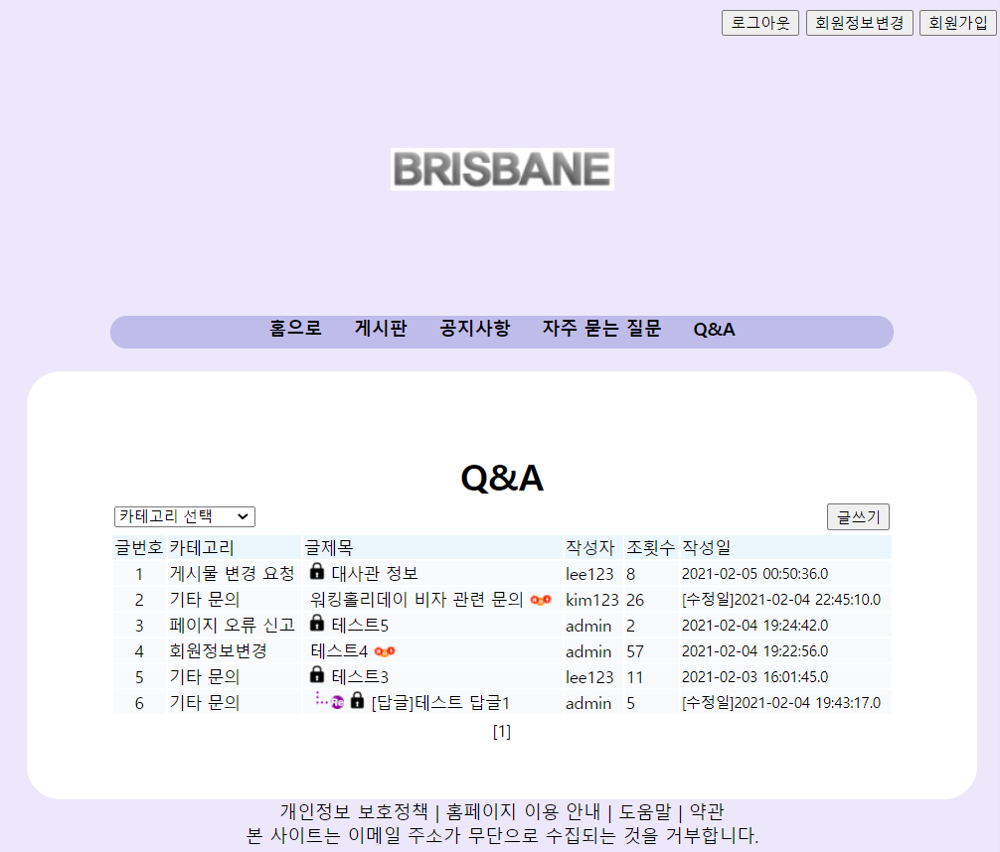 로그아웃 회원정보변경 회원가입
BRISBANE
홈으로 게시판 공지사항 자주 묻는 질문 Q&A
Q&A
카테고리 선택 글쓰기
글번호 카테고리 글제목 작성자 조횟수 작성일
1 게시물 변경 요청 대사관 정보 lee123 8 2021-02-05 00:50:36.0
2 기타 문의 워킹홀리데이 비자 관련 문의 HOT kim123 26 [수정일]2021-02-04 22:45:10.0
3 페이지 오류 신고 테스트5 admin 2 2021-02-04 19:24:42.0
4 회원정보변경 테스트4 HOT admin 57 2021-02-04 19:22:56.0
5 기타 문의 테스트3 lee123 11 2021-02-03 16:01:45.0
6 기타 문의 Re [답글]테스트 답글1 admin 5 [수정일]2021-02-04 19:43:17.0
[1]
개인정보 보호정책 | 홈페이지 이용 안내 | 도움말 | 약관
본 사이트는 이메일 주소가 무단으로 수집되는 것을 거부합니다.